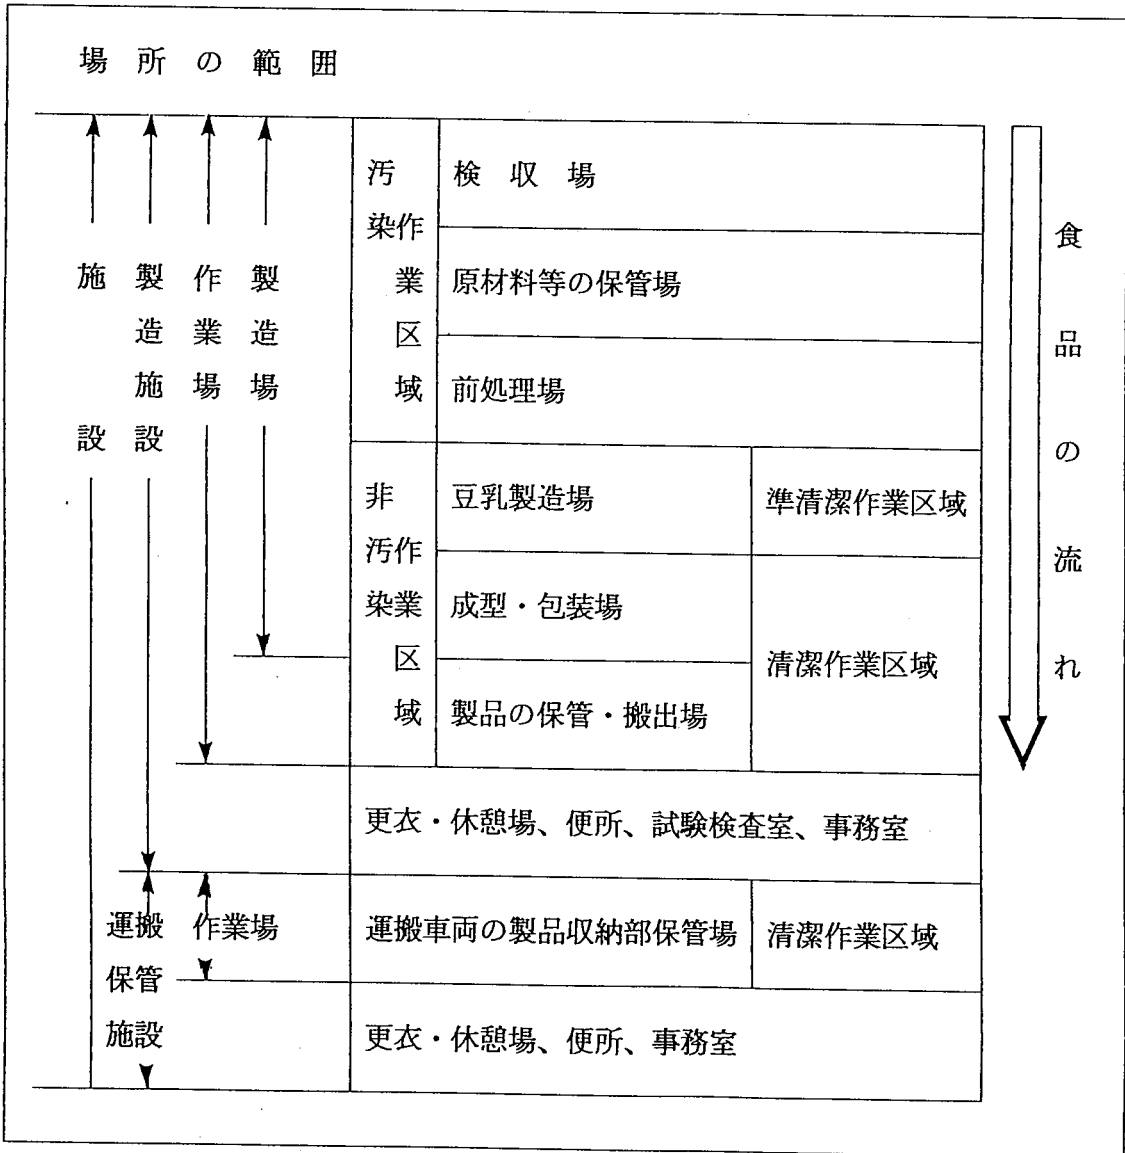 場所の範囲
施設
製造施設
作業場
製造場
汚染作業区域
検収場
原材料等の保管場
前処理場
非汚染作業区域
豆乳製造場
準清潔作業区域
成型・包装場
清潔作業区域
製品の保管・搬出場
更衣・休憩場、便所、試験検査室、事務室
運搬保管施設
作業場
運搬車両の製品収納部保管場
清潔作業区域
更衣・休憩場、便所、事務室
食品の流れ